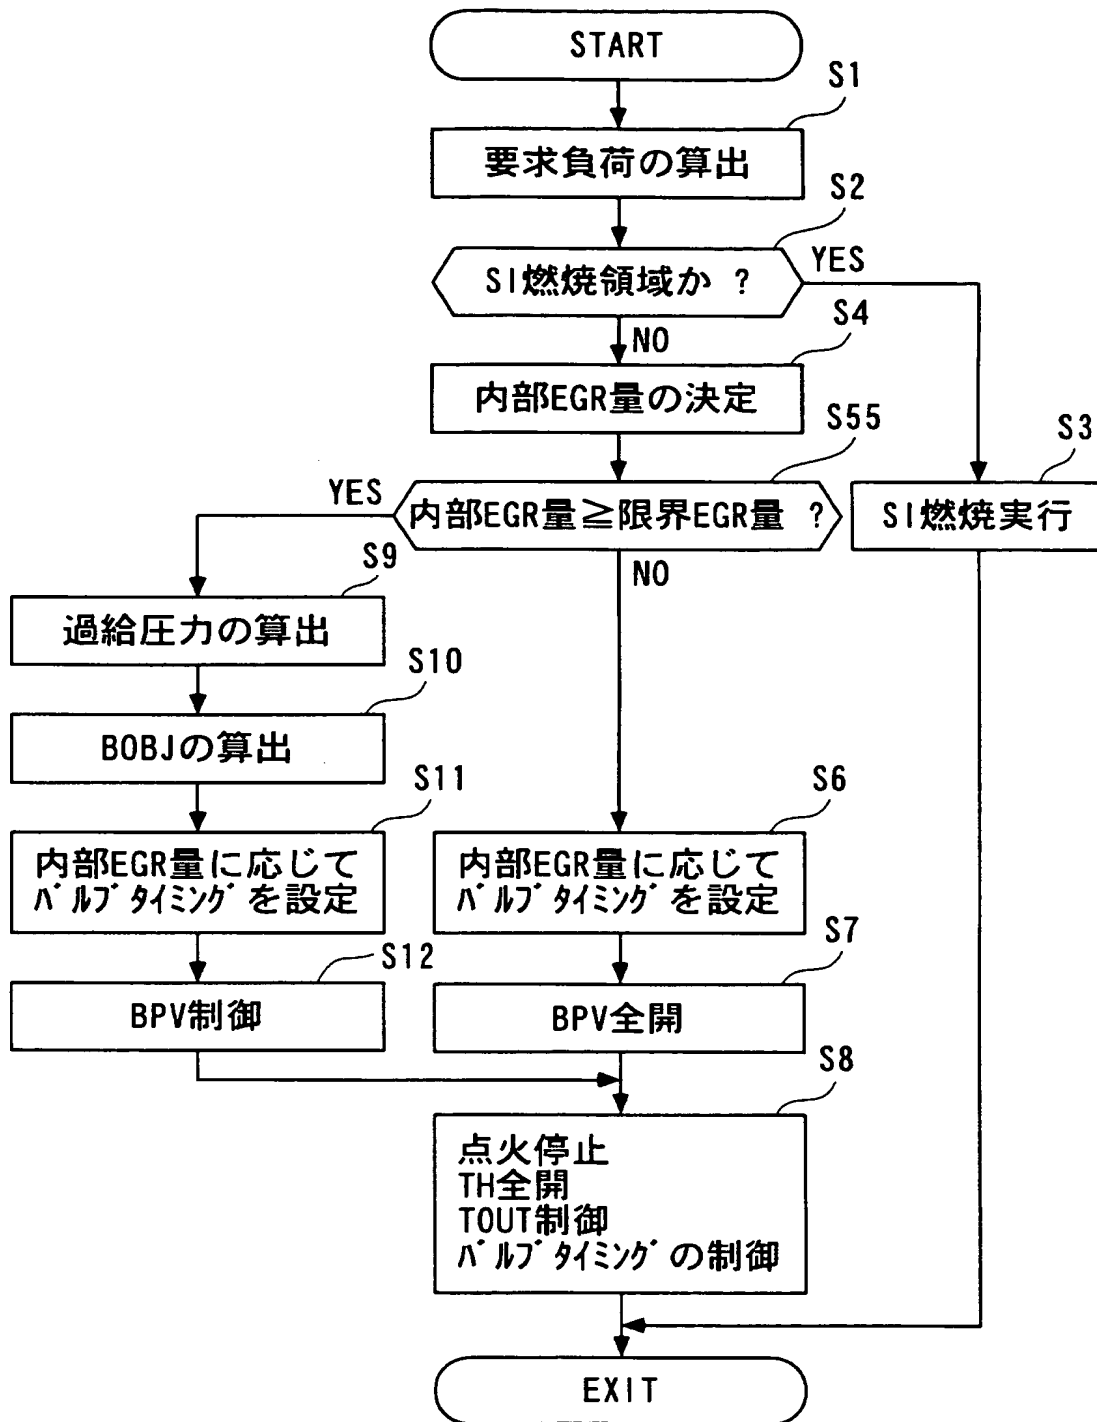 START
S1
要求負荷の算出
S2
SI燃焼領域か ?
YES
NO
S4
内部EGR量の決定
S55
内部EGR量≧限界EGR量 ?
YES
NO
S3
SI燃焼実行
S9
過給圧力の算出
S10
BOBJの算出
S11
内部EGR量に応じて
バルブタイミングを設定
S6
内部EGR量に応じて
バルブタイミングを設定
S12
BPV制御
S7
BPV全開
S8
点火停止
TH全開
TOUT制御
バルブタイミングの制御
EXIT